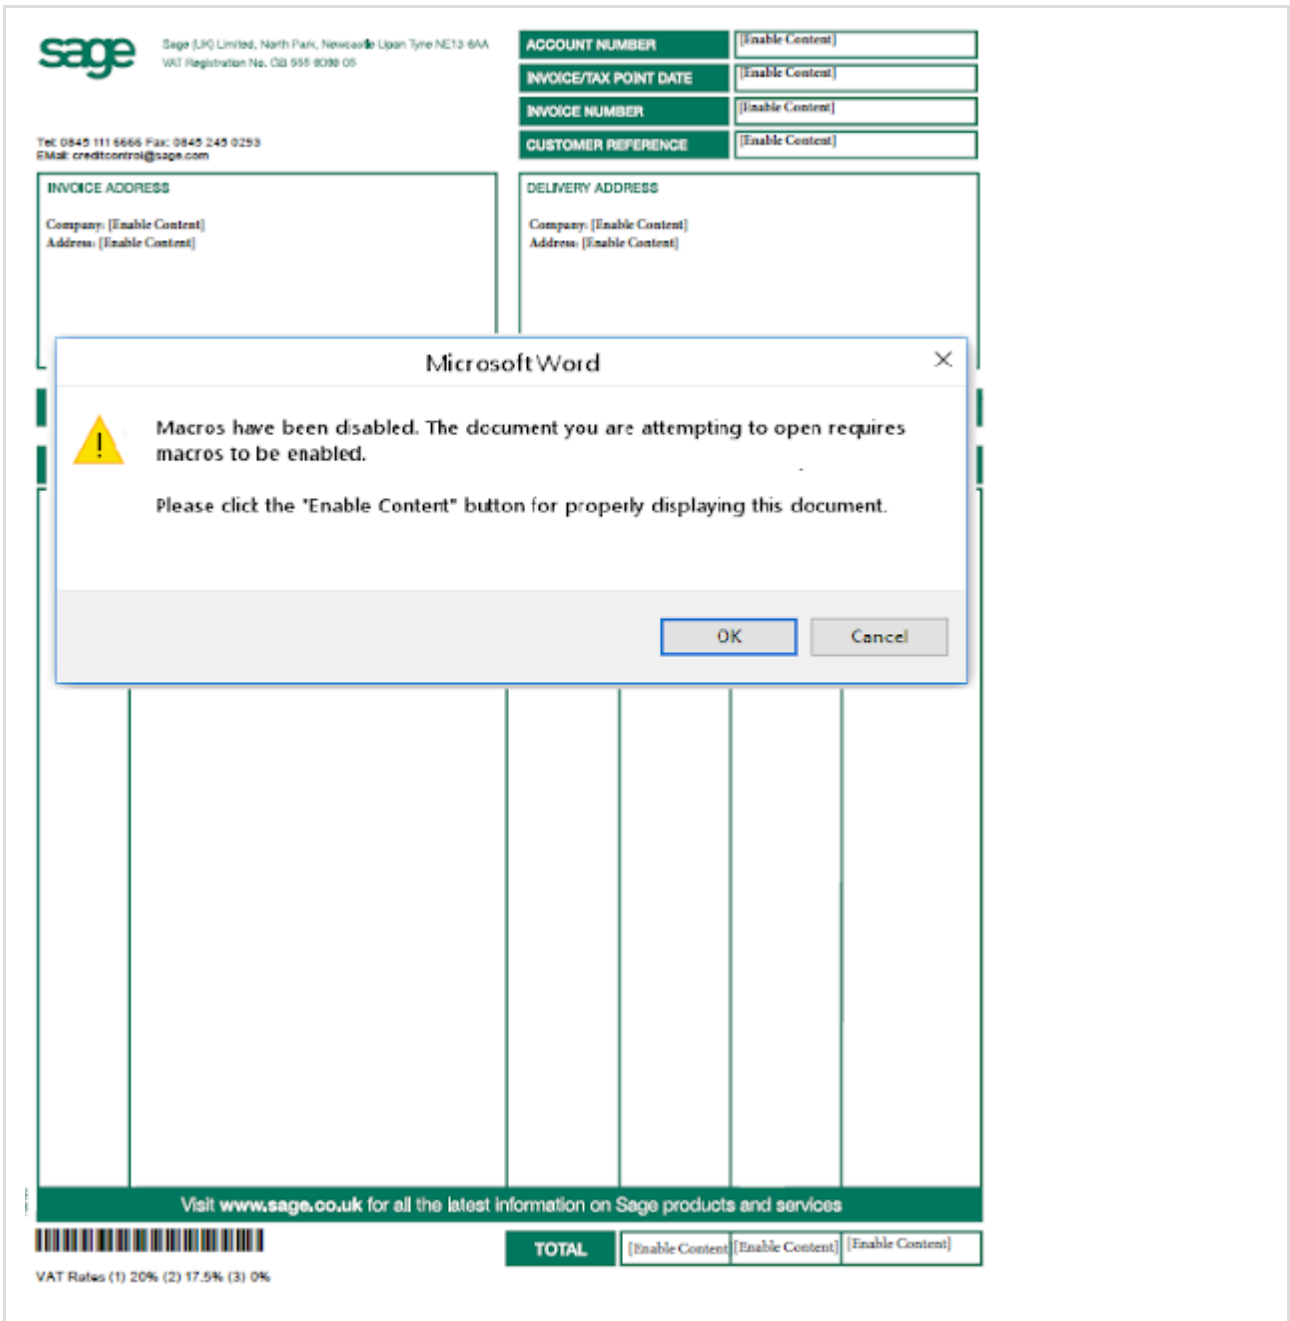 sage
Sage (UK) Limited, North Park, Newcastle Upon Tyne NE13 9AA
VAT Registration No. GB
Tel: 0845 111 6666 Fax: 0845 245 0293
EMail: creditcontrol@sage.com
ACCOUNT NUMBER [Enable Content]
INVOICE/TAX POINT DATE [Enable Content]
INVOICE NUMBER [Enable Content]
CUSTOMER REFERENCE [Enable Content]
INVOICE ADDRESS
Company: [Enable Content]
Address: [Enable Content]
DELIVERY ADDRESS
Company: [Enable Content]
Address: [Enable Content]
Microsoft Word
Macros have been disabled. The document you are attempting to open requires
macros to be enabled.
Please click the "Enable Content" button for properly displaying this document.
OK
Cancel
Visit www.sage.co.uk for all the latest information on Sage products and services
TOTAL [Enable Content [Enable Content] [Enable Content]
VAT Rates (1) 20% (2) 17.5% (3) 0%